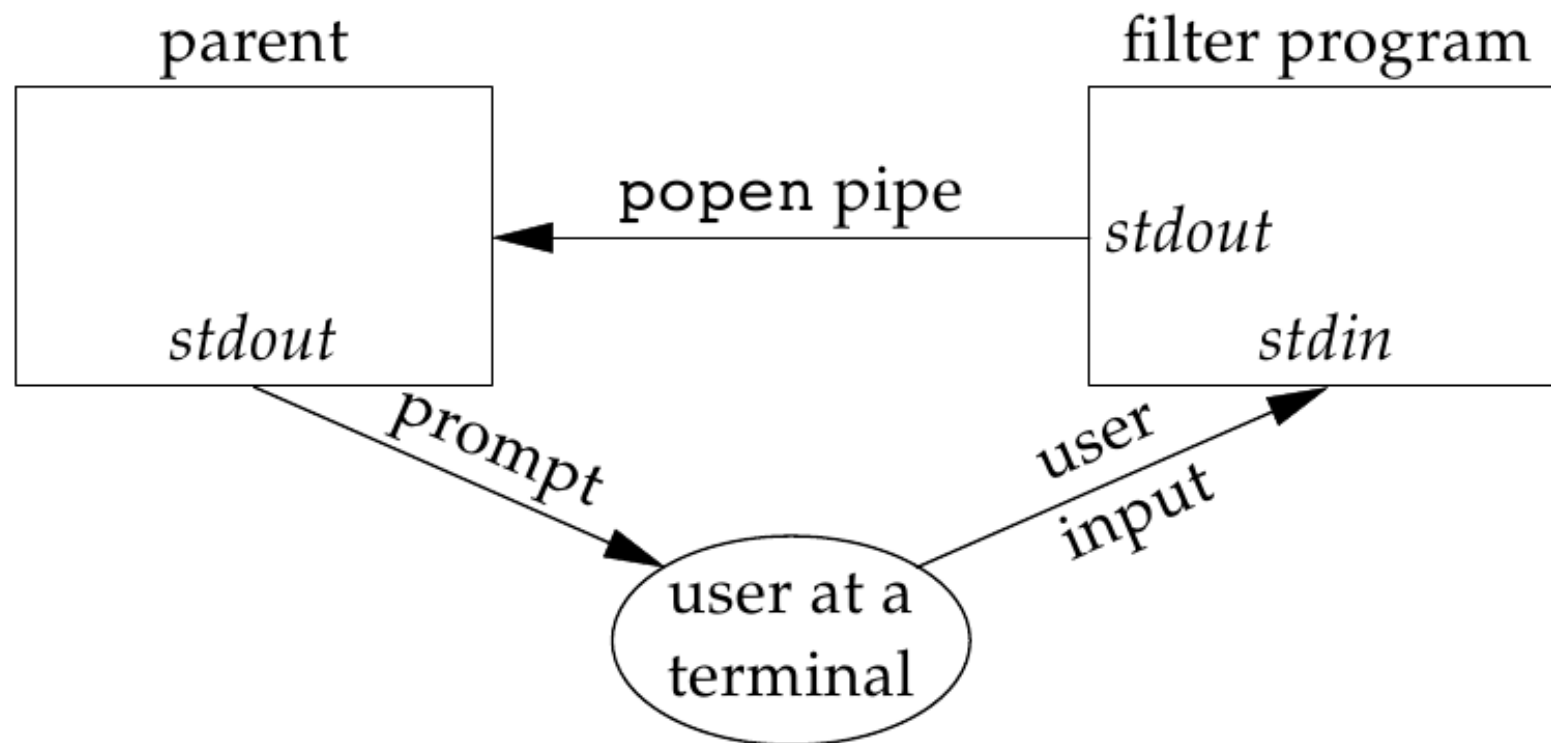 parent
filter program
popen pipe
stdout
stdout
stdin
prompt
user
input
user at a
terminal